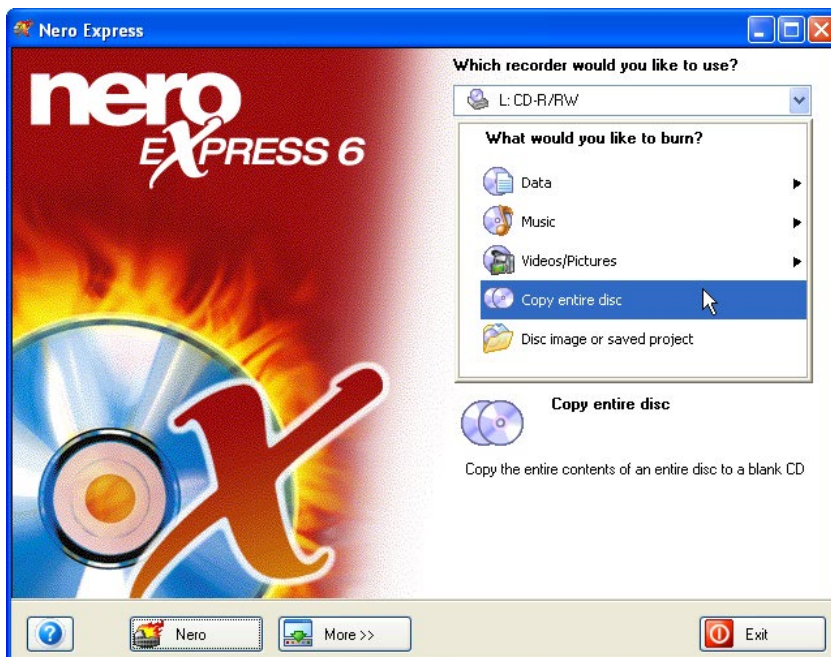 Nero Express
nero
EXPRESS 6
Which recorder would you like to use?
L: CD-R/RW
What would you like to burn?
Data
Music
Videos/Pictures
Copy entire disc
Disc image or saved project
Copy entire disc
Copy the entire contents of an entire disc to a blank CD
?
Nero
More >>
Exit